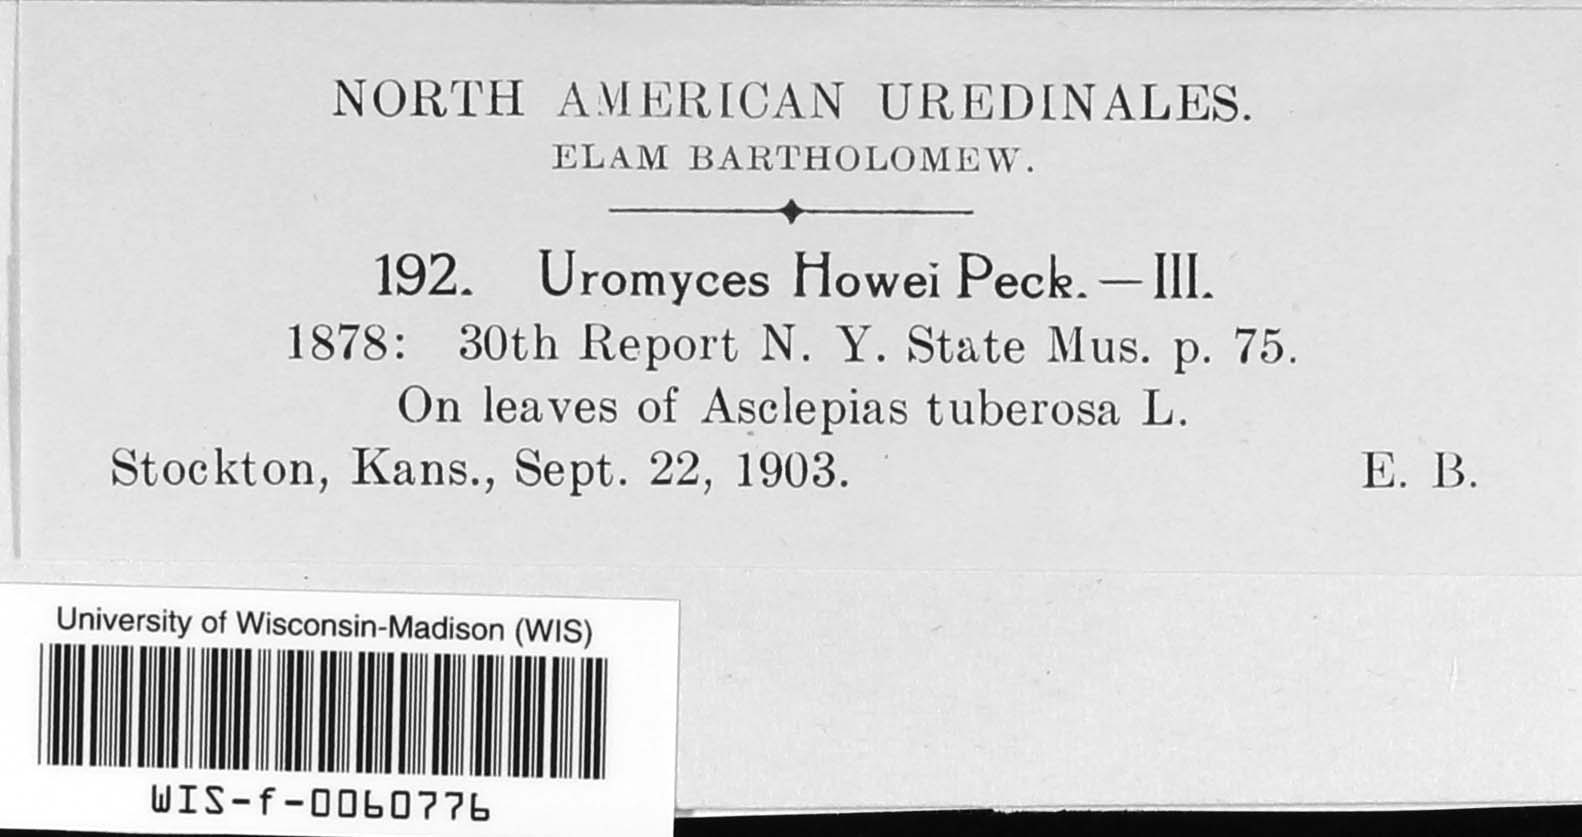 NORTH AMERICAN UREDINALES.
ELAM BARTHOLOMEW.
192. Uromyces Howei Peck.—III.
1878: 30th Report N. Y. State Mus. p. 75.
On leaves of Asclepias tuberosa L.
Stockton, Kans., Sept. 22, 1903. E. B.
University of Wisconsin-Madison (WIS)
WIS-f-0060776